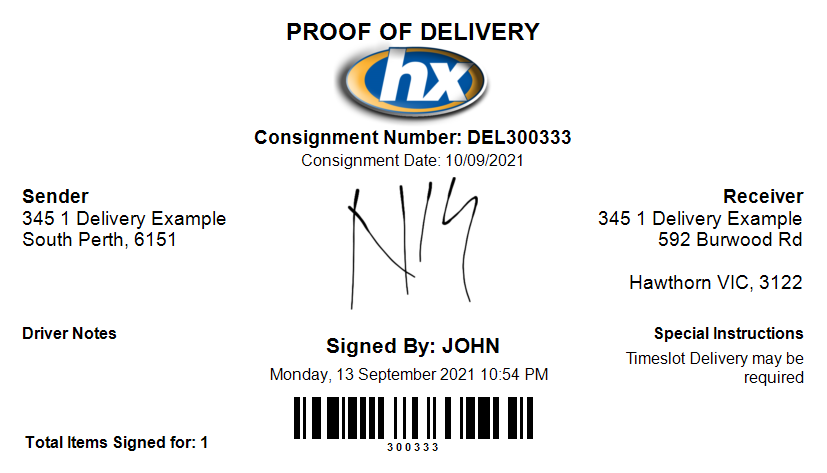 PROOF OF DELIVERY
hx
Consignment Number: DEL300333
Consignment Date: 10/09/2021
Sender
345 1 Delivery Example
South Perth, 6151
Receiver
345 1 Delivery Example
592 Burwood Rd
Hawthorn VIC, 3122
Driver Notes
Signed By: JOHN
Monday, 13 September 2021 10:54 PM
Special Instructions
Timeslot Delivery may be
required
Total Items Signed for: 1
300333